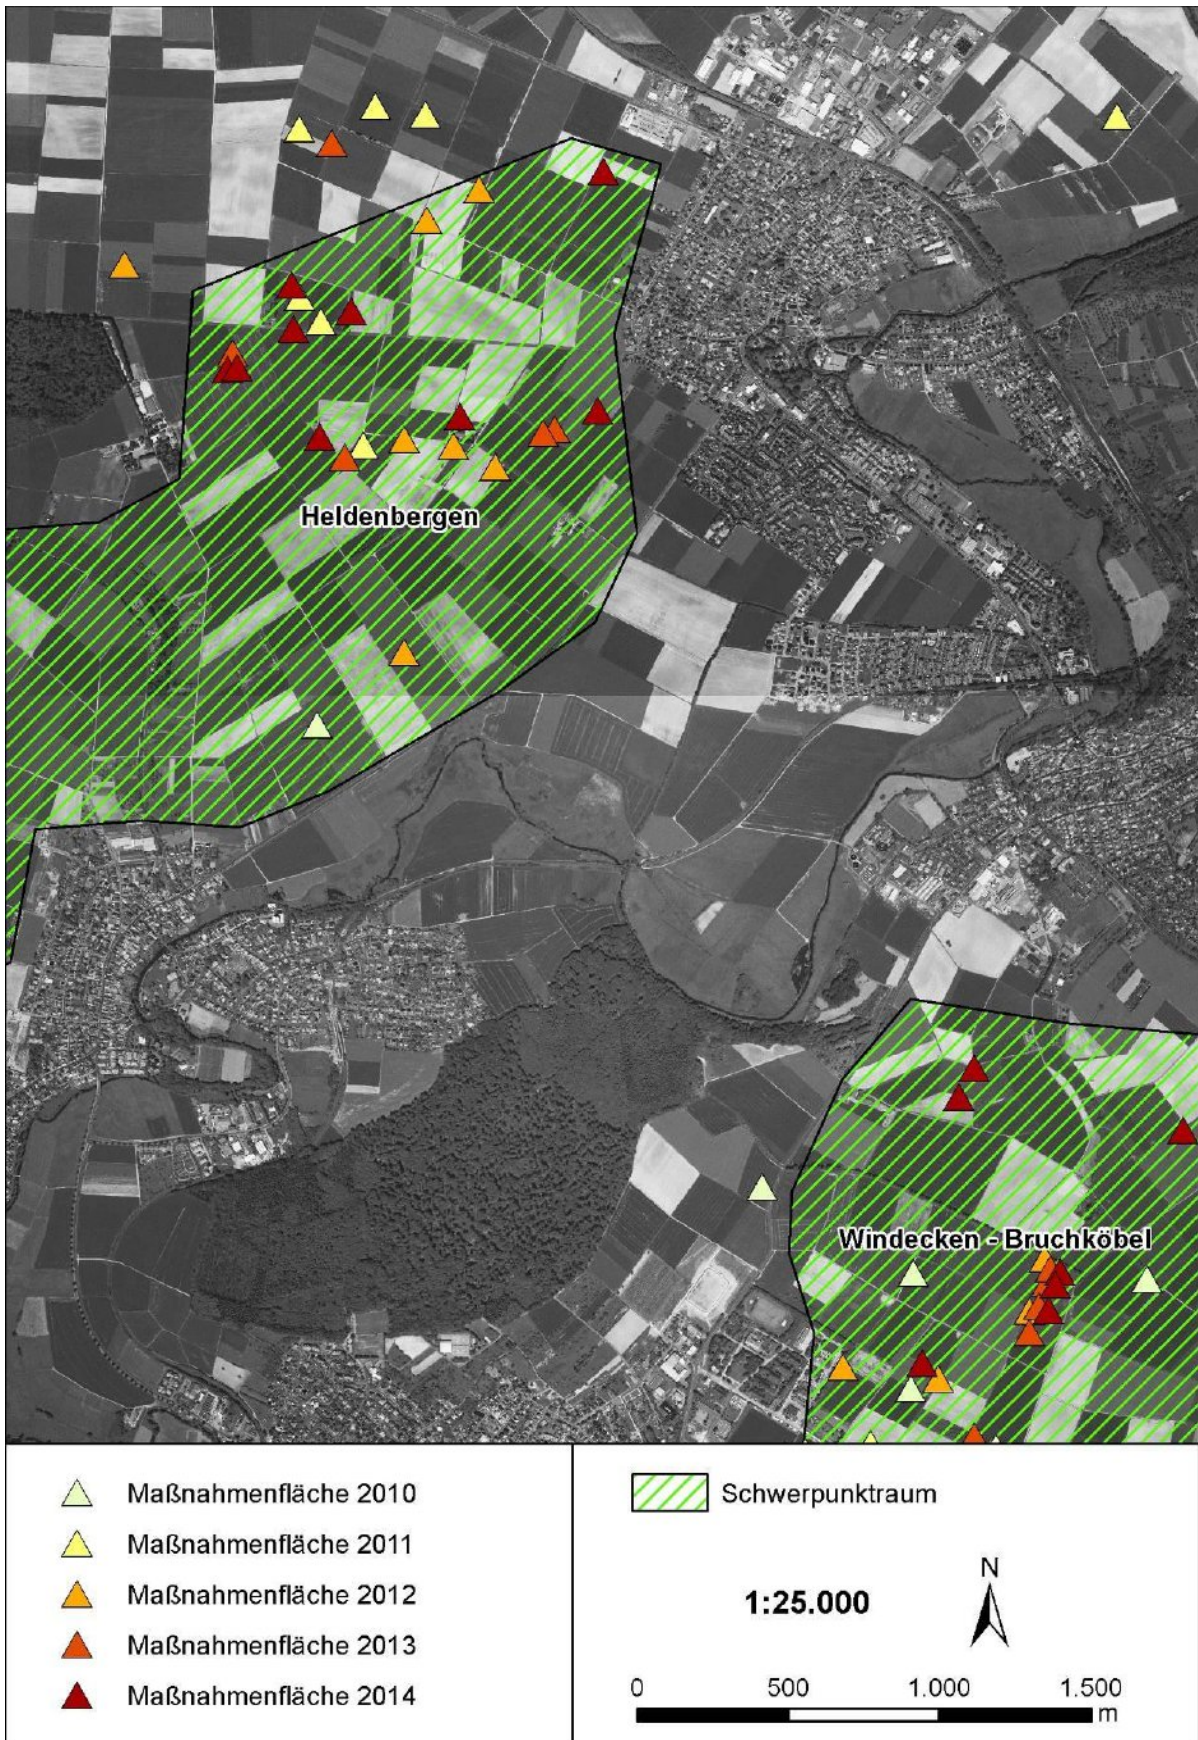 Heldenbergen
Windecken - Bruchköbel
Maßnahmenfläche 2010
Maßnahmenfläche 2011
Maßnahmenfläche 2012
Maßnahmenfläche 2013
Maßnahmenfläche 2014
Schwerpunktraum
1:25.000
N
0 500 1.000 1.500
m